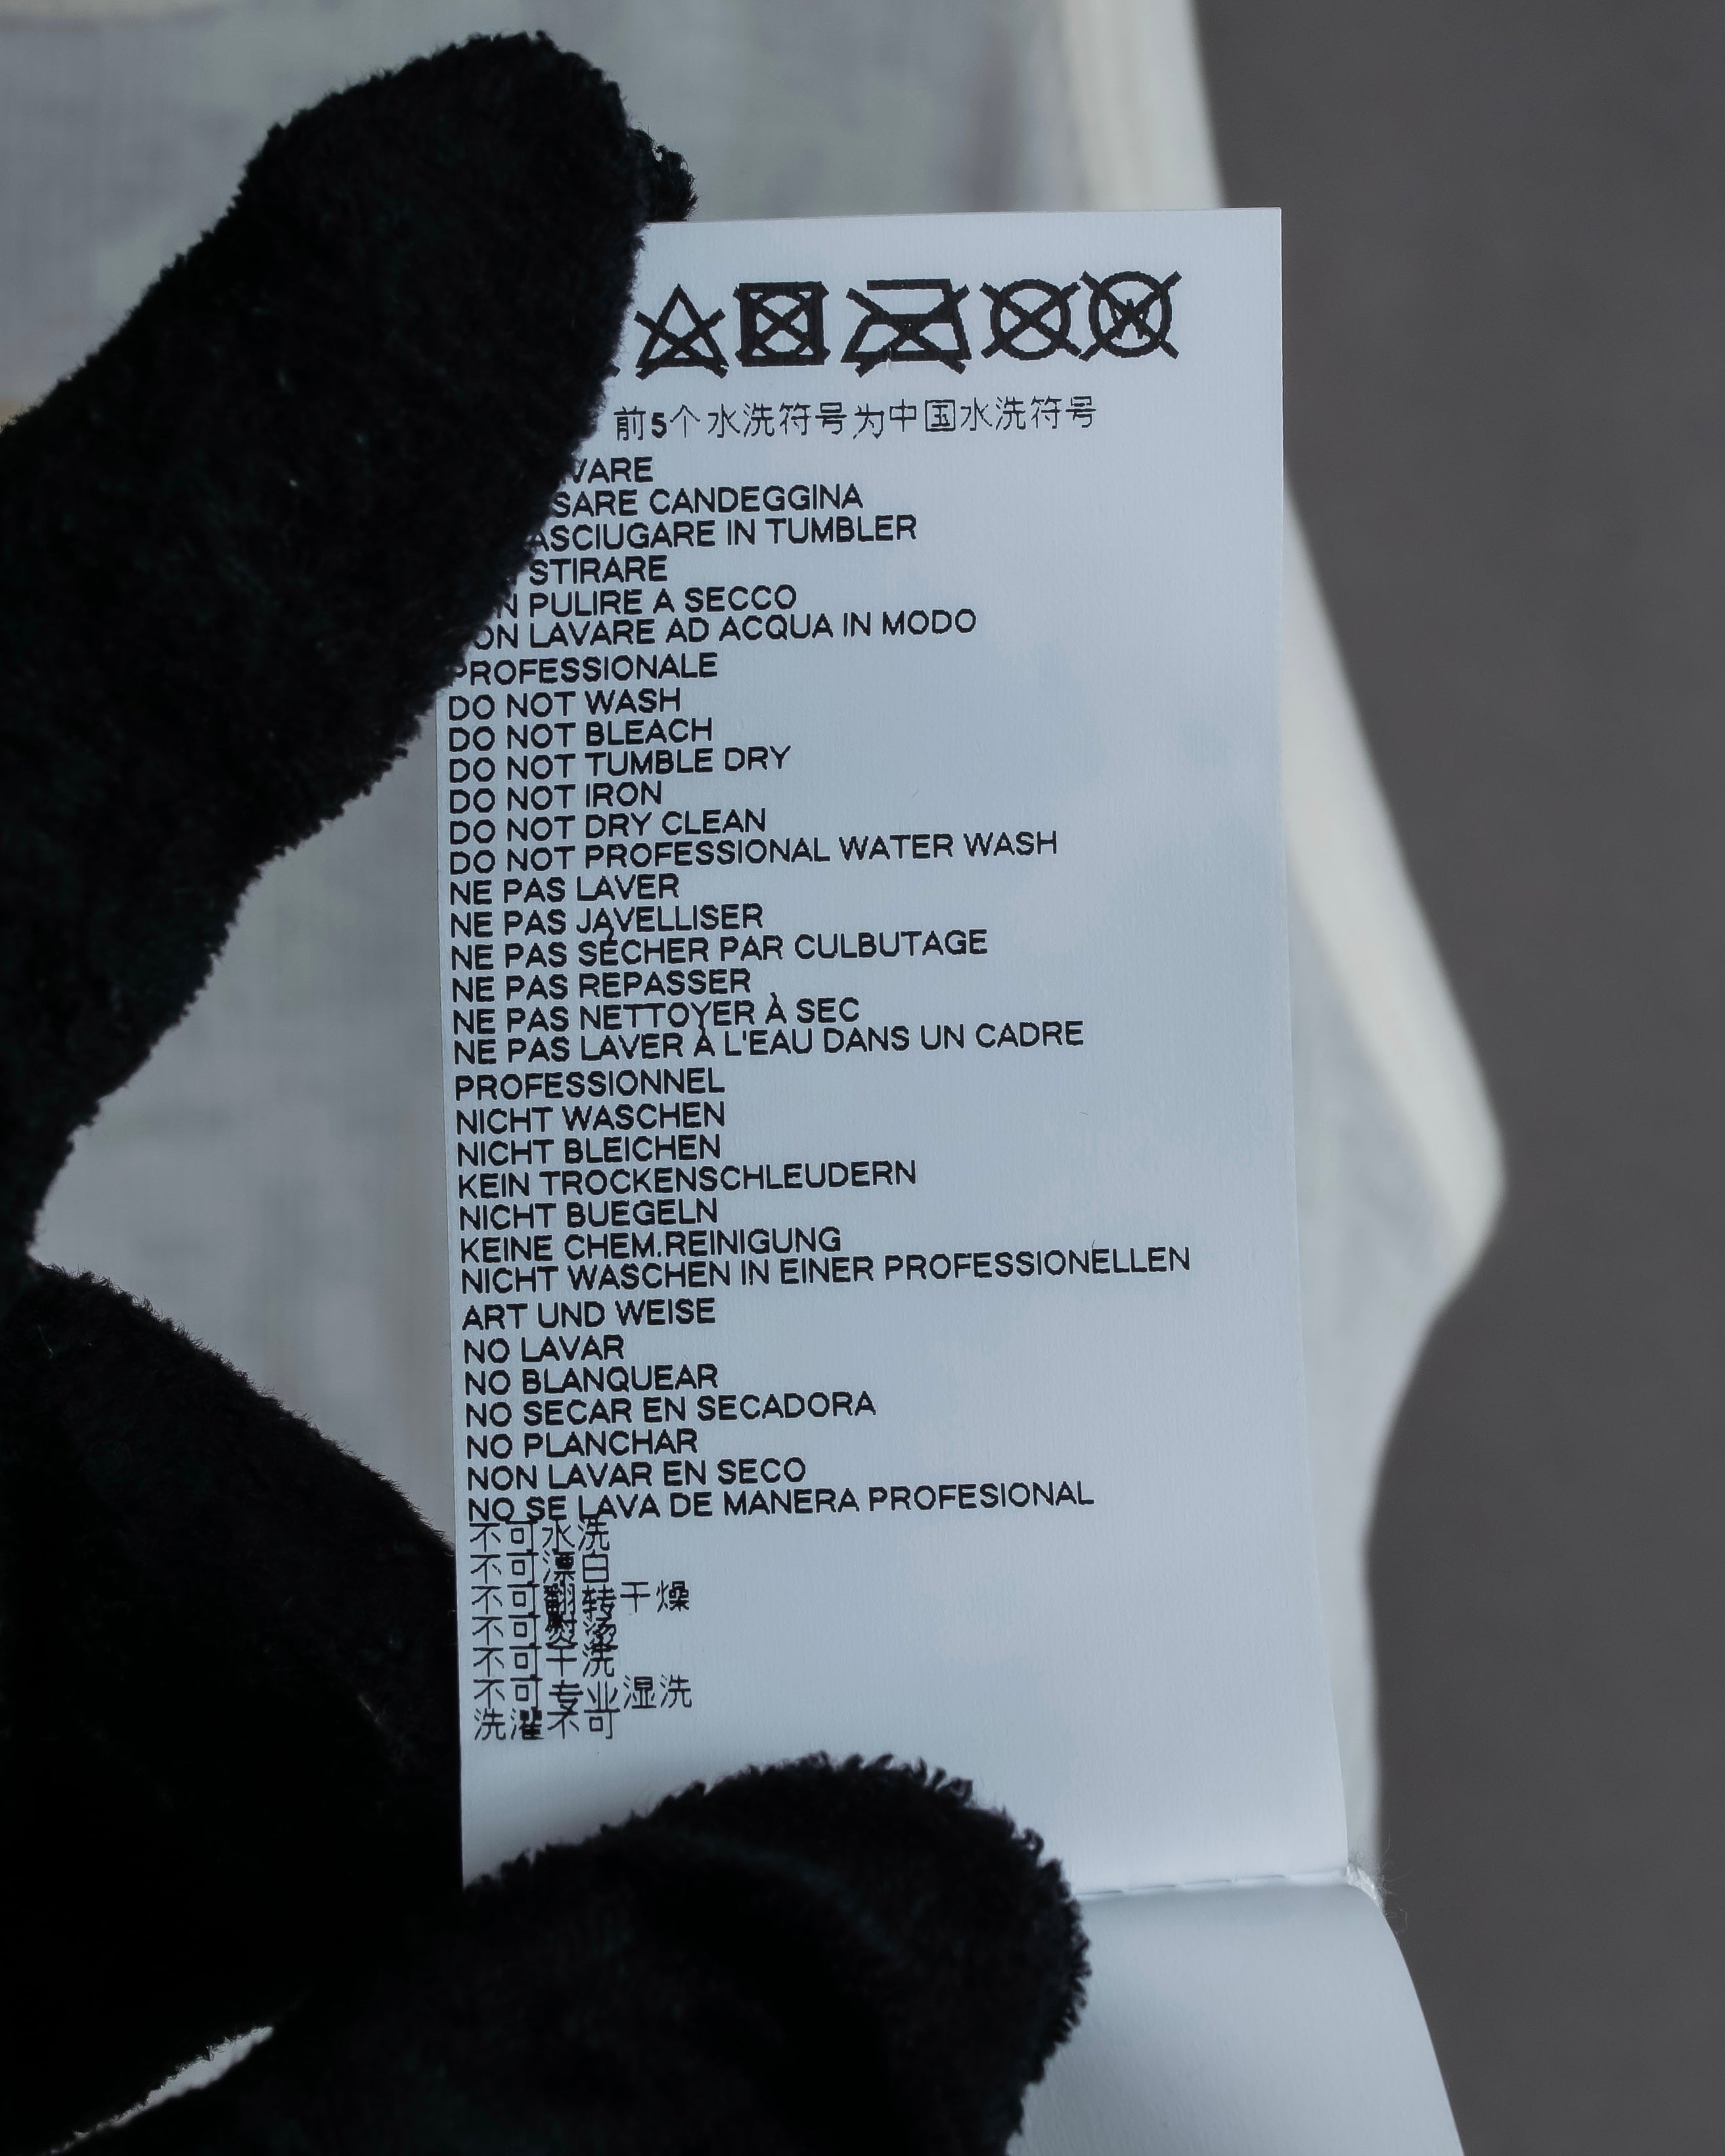 前5个水洗符号为中国水洗符号
VARE
SARE CANDEGGINA
ASCIUGARE IN TUMBLER
STIRARE
N PULIRE A SECCO
ON LAVARE AD ACQUA IN MODO
PROFESSIONALE
DO NOT WASH
DO NOT BLEACH
DO NOT TUMBLE DRY
DO NOT IRON
DO NOT DRY CLEAN
DO NOT PROFESSIONAL WATER WASH
NE PAS LAVER
NE PAS JAVELLISER
NE PAS SÉCHER PAR CULBUTAGE
NE PAS REPASSER
NE PAS NETTOYER À SEC
NE PAS LAVER À L'EAU DANS UN CADRE
PROFESSIONNEL
NICHT WASCHEN
NICHT BLEICHEN
KEIN TROCKENSCHLEUDERN
NICHT BUEGELN
KEINE CHEM.REINIGUNG
NICHT WASCHEN IN EINER PROFESSIONELLEN
ART UND WEISE
NO LAVAR
NO BLANQUEAR
NO SECAR EN SECADORA
NO PLANCHAR
NON LAVAR EN SECO
NO SE LAVA DE MANERA PROFESIONAL
不可水洗
不可漂白
不可翻转干燥
不可熨烫
不可干洗
不可专业湿洗
洗濯不可